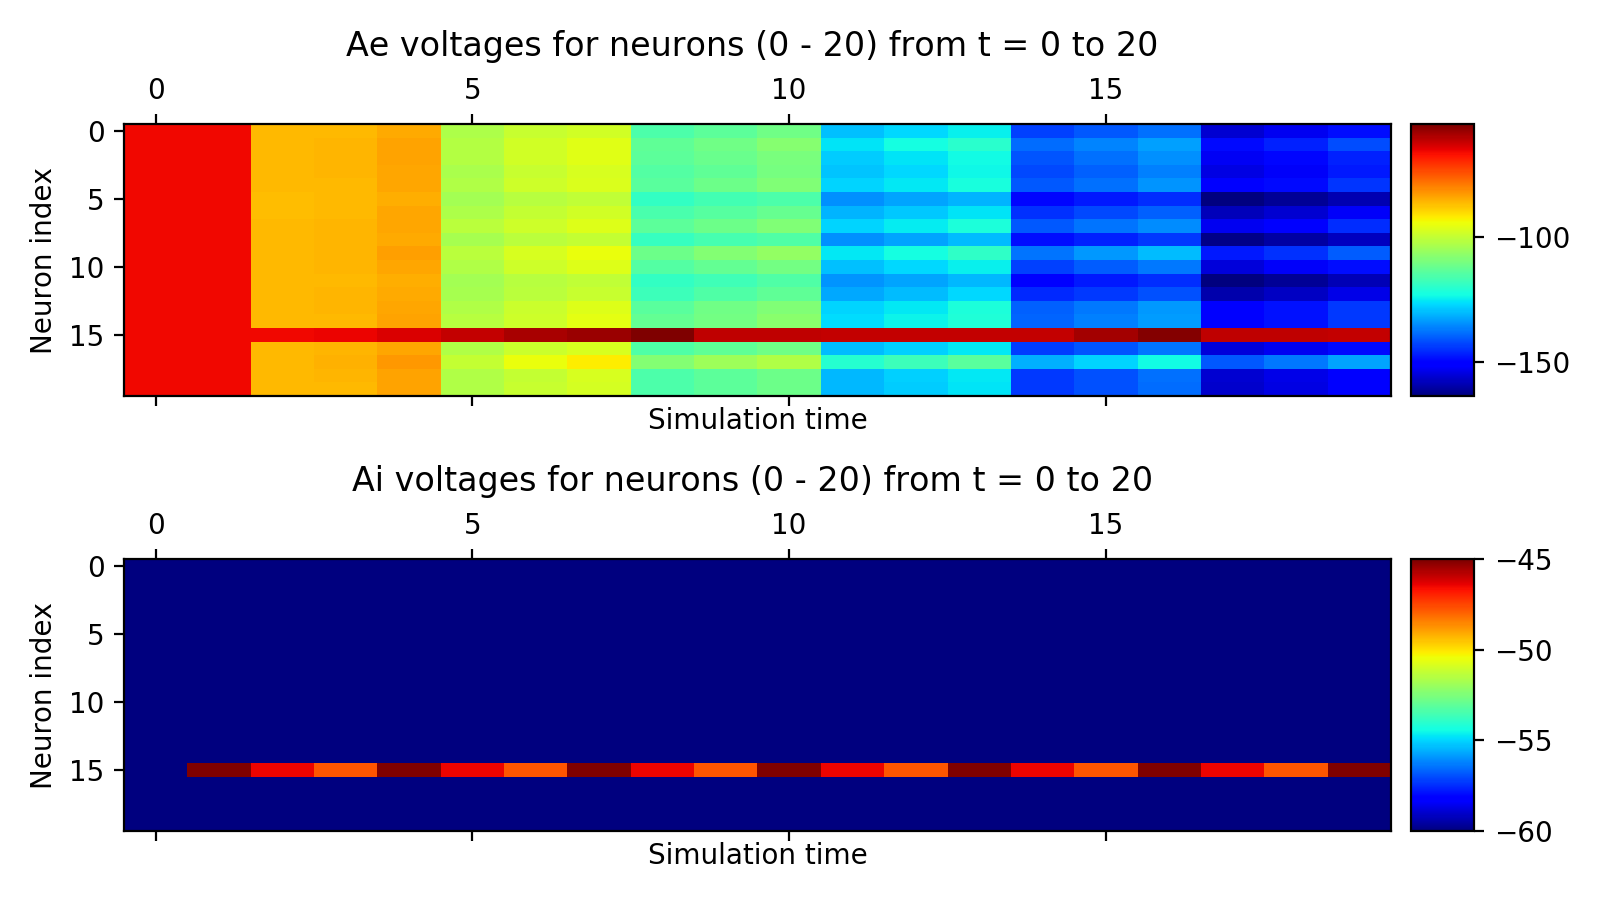 Ae voltages for neurons (0 - 20) from t = 0 to 20
0 5 10 15
Neuron index
0
5
10
15
−100
−150
Simulation time
Ai voltages for neurons (0 - 20) from t = 0 to 20
0 5 10 15
Neuron index
0
5
10
15
−45
−50
−55
−60
Simulation time